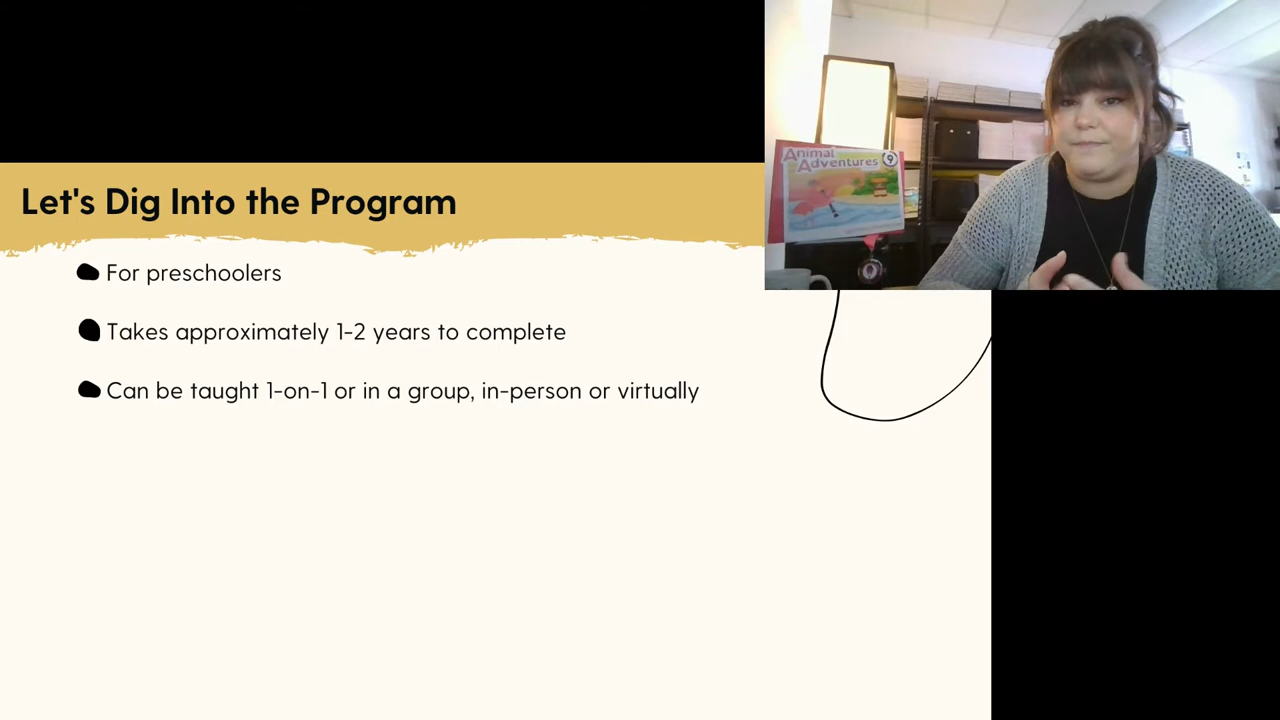 Let's Dig Into the Program
For preschoolers
Takes approximately 1-2 years to complete
Can be taught 1-on-1 or in a group, in-person or virtually
Animal
Adventures
9